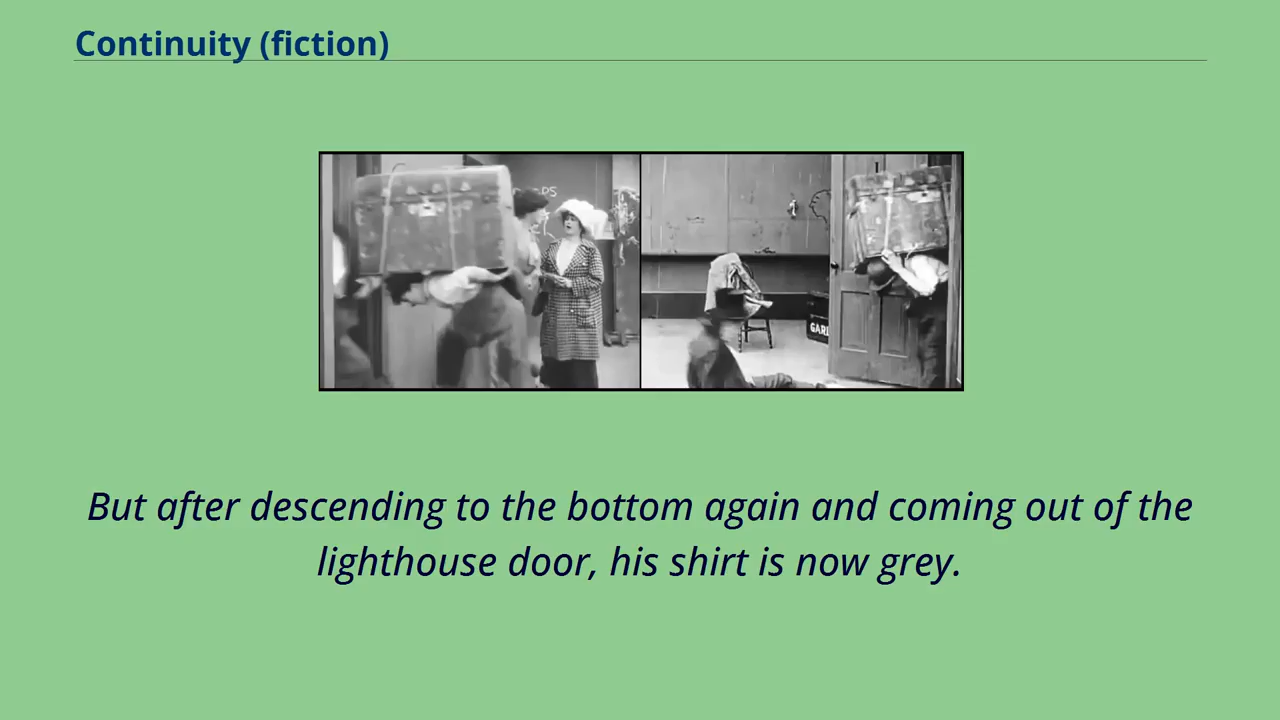 Continuity (fiction)
But after descending to the bottom again and coming out of the
lighthouse door, his shirt is now grey.